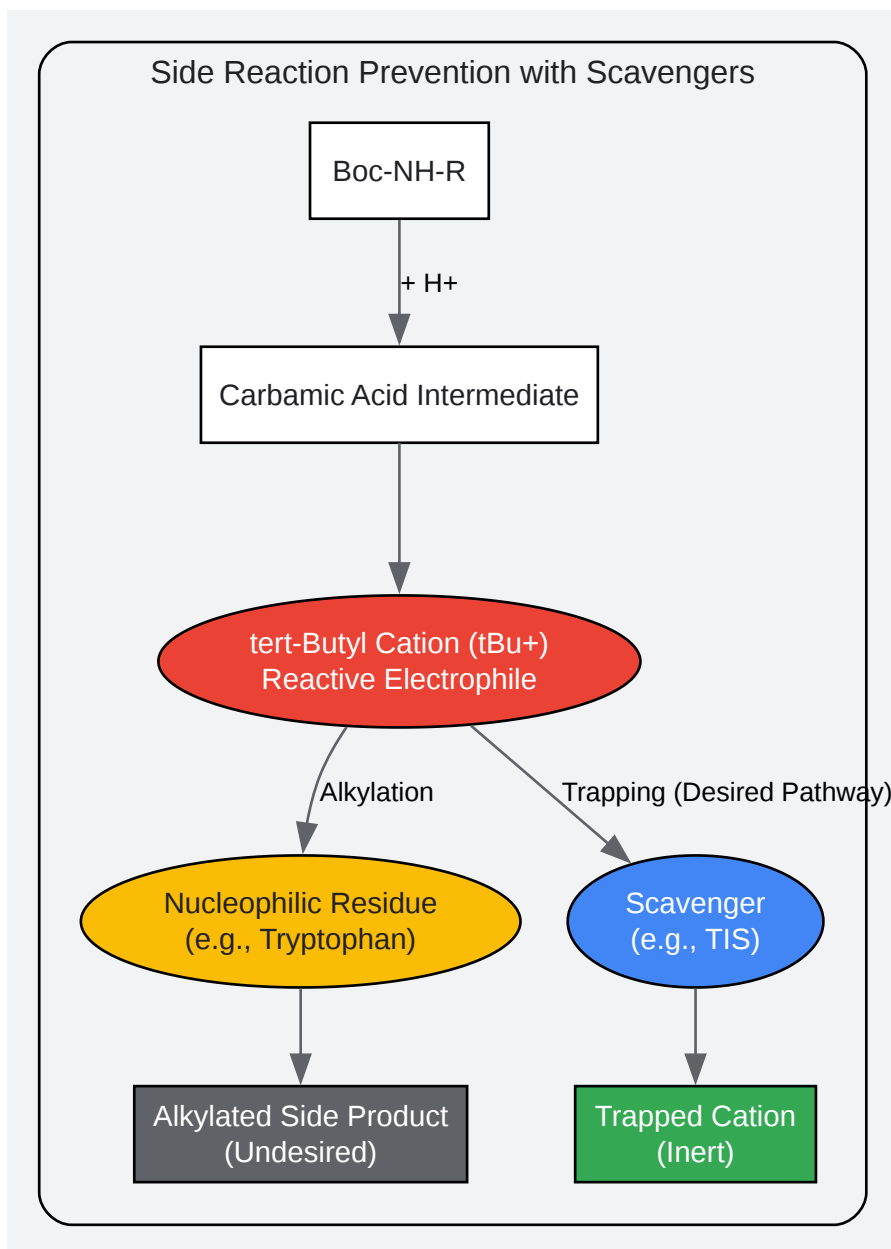 Side Reaction Prevention with Scavengers
Boc-NH-R
+ H+
Carbamic Acid Intermediate
tert-Butyl Cation (tBu+)
Reactive Electrophile
Alkylation
Trapping (Desired Pathway)
Nucleophilic Residue
(e.g., Tryptophan)
Scavenger
(e.g., TIS)
Alkylated Side Product
(Undesired)
Trapped Cation
(Inert)